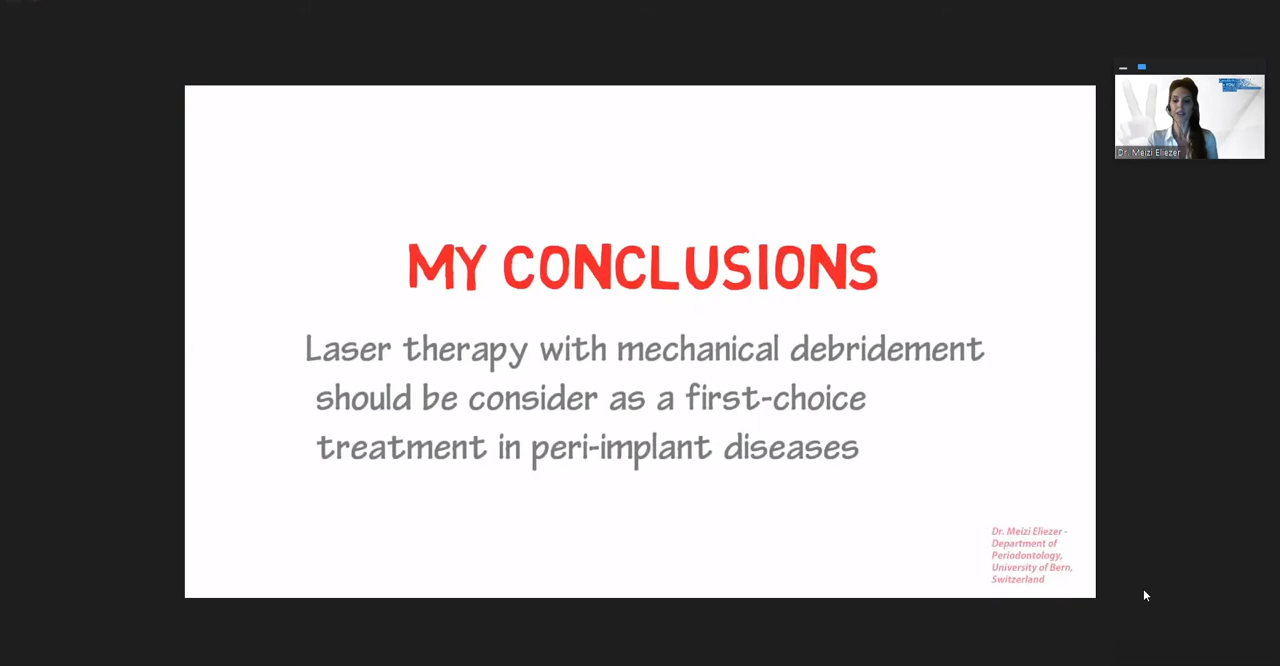 MY CONCLUSIONS
Laser therapy with mechanical debridement
should be consider as a first-choice
treatment in peri-implant diseases
Dr. Meizi Eliezer -
Department of
Periodontology,
University of Bern,
Switzerland
Dr. Meizi Eliezer